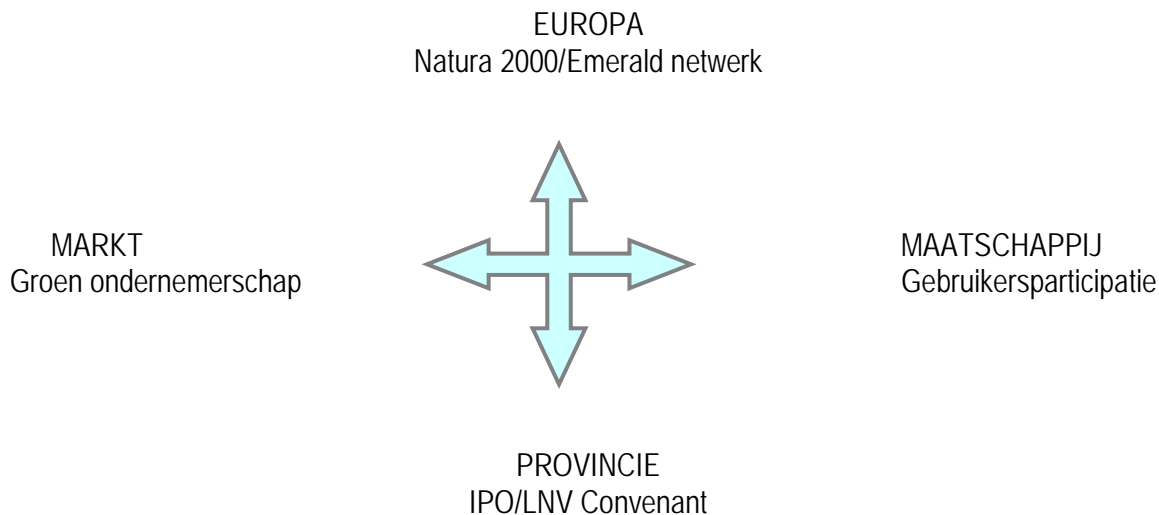 EUROPA
Natura 2000/Emerald netwerk
MARKT
Groen ondernemerschap
MAATSCHAPPIJ
Gebruikersparticipatie
PROVINCIE
IPO/LNV Convenant